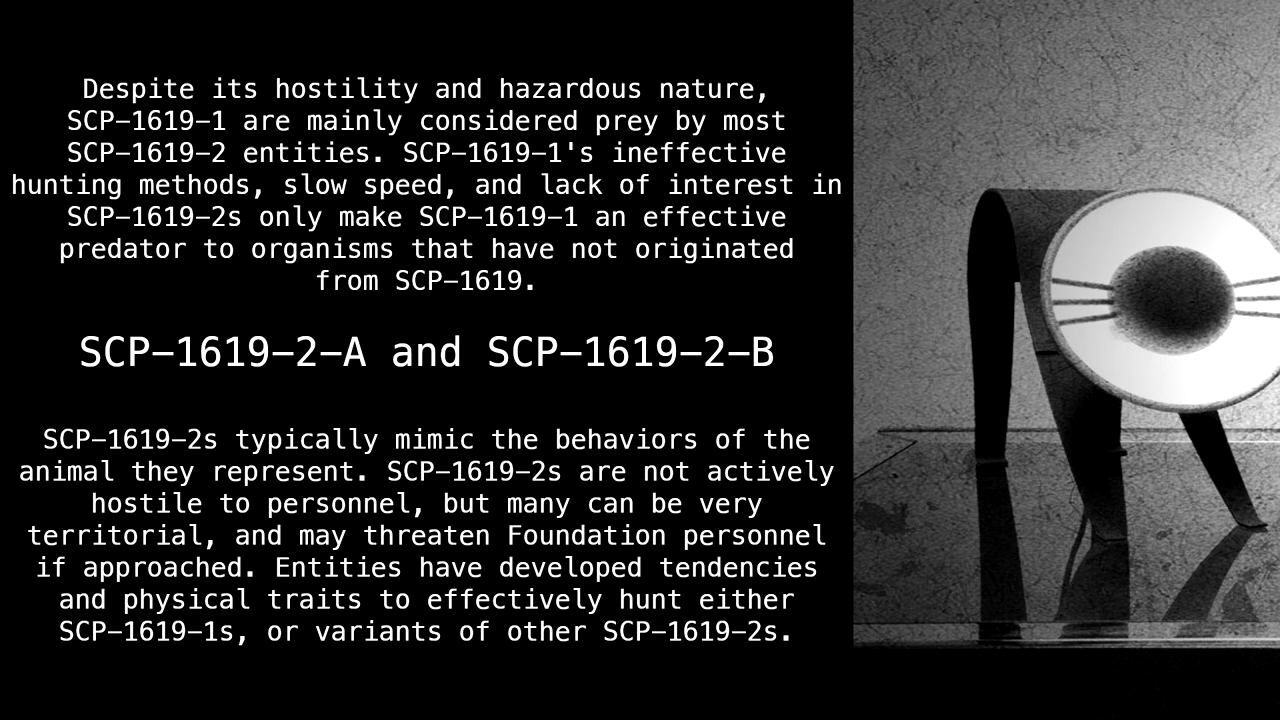 Despite its hostility and hazardous nature,
SCP-1619-1 are mainly considered prey by most
SCP-1619-2 entities. SCP-1619-1's ineffective
hunting methods, slow speed, and lack of interest in
SCP-1619-2s only make SCP-1619-1 an effective
predator to organisms that have not originated
from SCP-1619.
SCP-1619-2-A and SCP-1619-2-B
SCP-1619-2s typically mimic the behaviors of the
animal they represent. SCP-1619-2s are not actively
hostile to personnel, but many can be very
territorial, and may threaten Foundation personnel
if approached. Entities have developed tendencies
and physical traits to effectively hunt either
SCP-1619-1s, or variants of other SCP-1619-2s.